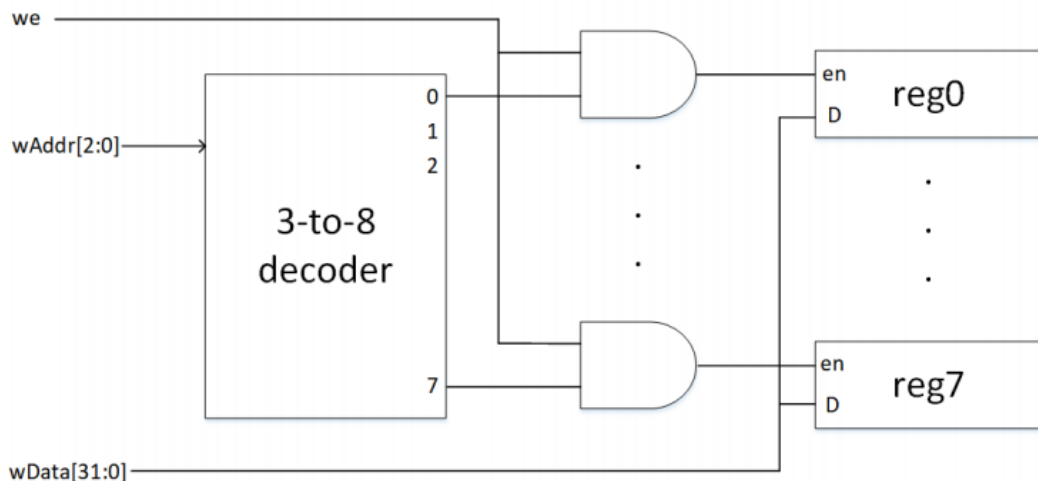 we
wAddr[2:0]
wData[31:0]
3-to-8
decoder
0
1
2
7
en
D
reg0
en
D
reg7